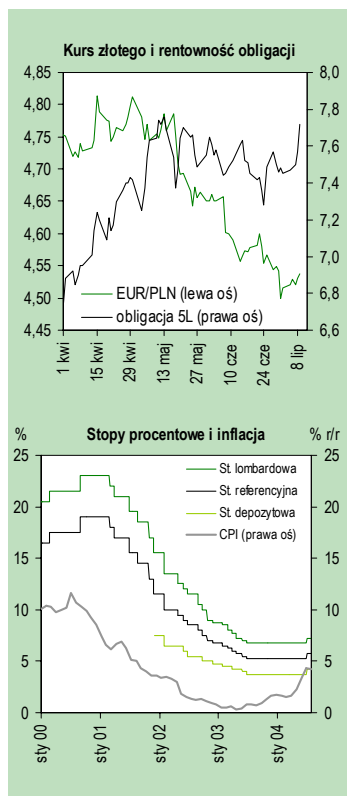 Kurs złotego i rentowność obligacji
4,85
4,80
4,75
4,70
4,65
4,60
4,55
4,50
4,45
8,0
7,8
7,6
7,4
7,2
7,0
6,8
6,6
EUR/PLN (lewa oś)
obligacja 5L (prawa oś)
1 kwi
15 kwi
29 kwi
13 maj
27 maj
10 cze
24 cze
8 lip
% Stopy procentowe i inflacja % r/r
25
20
15
10
5
0
25
20
15
10
5
0
St. lombardowa
St. referencyjna
St. depozytowa
CPI (prawa oś)
sty 00
sty 01
sty 02
sty 03
sty 04